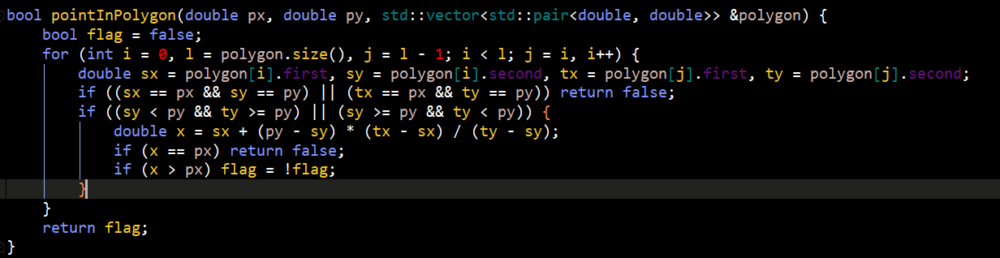 bool pointInPolygon(double px, double py, std::vector<std::pair<double, double>> &polygon) {
    bool flag = false;
    for (int i = 0, l = polygon.size(), j = l - 1; i < l; j = i, i++) {
        double sx = polygon[i].first, sy = polygon[i].second, tx = polygon[j].first, ty = polygon[j].second;
        if ((sx == px && sy == py) || (tx == px && ty == py)) return false;
        if ((sy < py && ty >= py) || (sy >= py && ty < py)) {
            double x = sx + (py - sy) * (tx - sx) / (ty - sy);
            if (x == px) return false;
            if (x > px) flag = !flag;
        }
    }
    return flag;
}